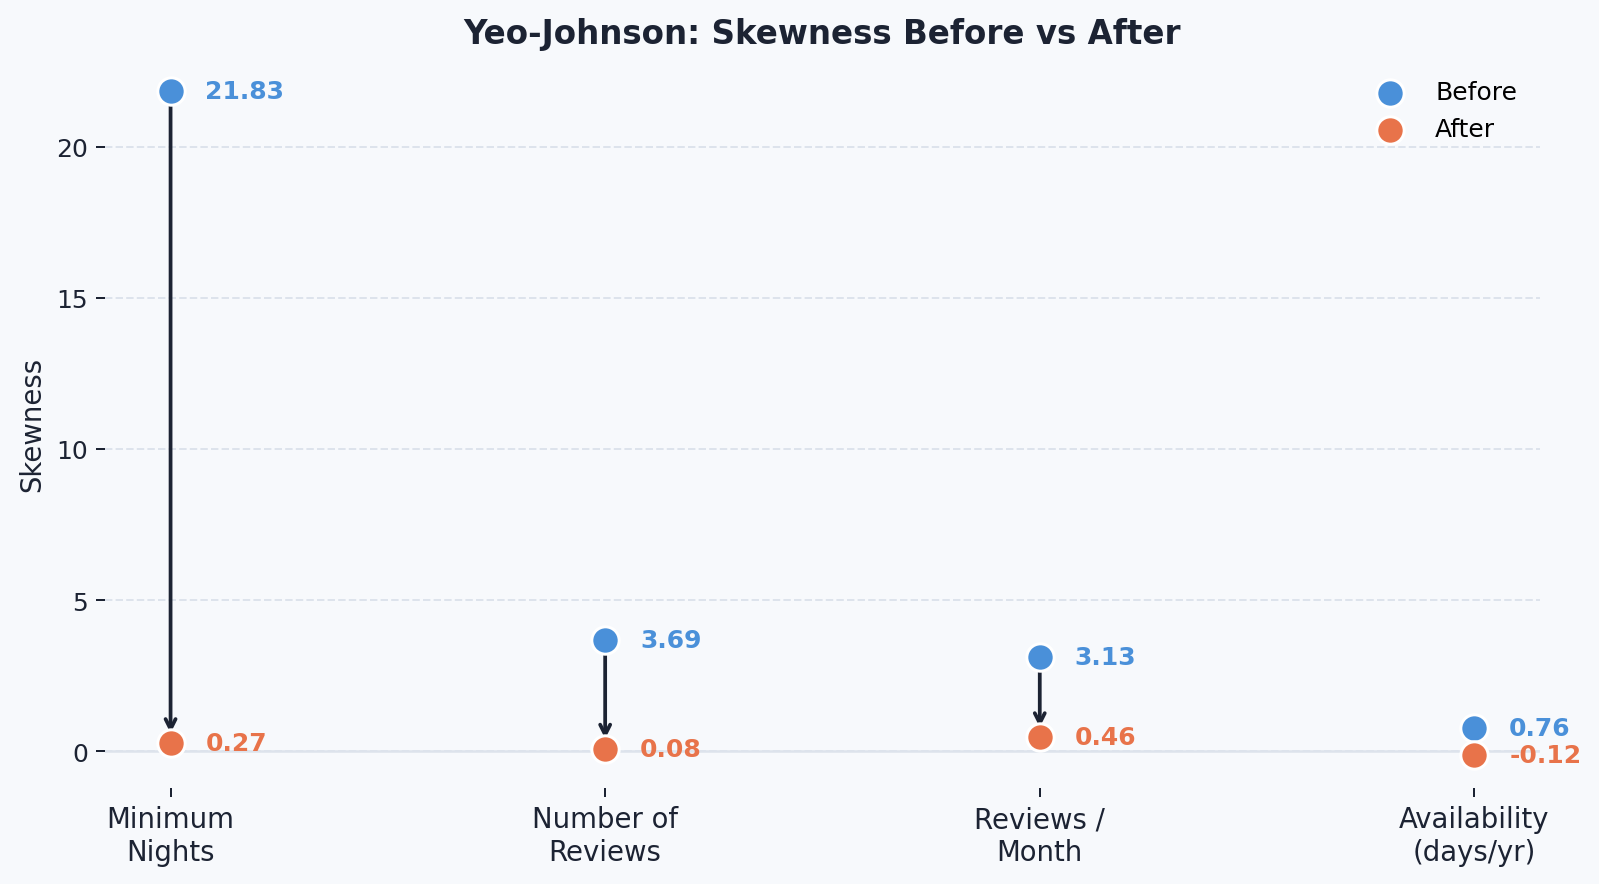 Yeo-Johnson: Skewness Before vs After
Before
After
Skewness
20
15
10
5
0
21.83
0.27
3.69
0.08
3.13
0.46
0.76
-0.12
Minimum
Nights
Number of
Reviews
Reviews /
Month
Availability
(days/yr)